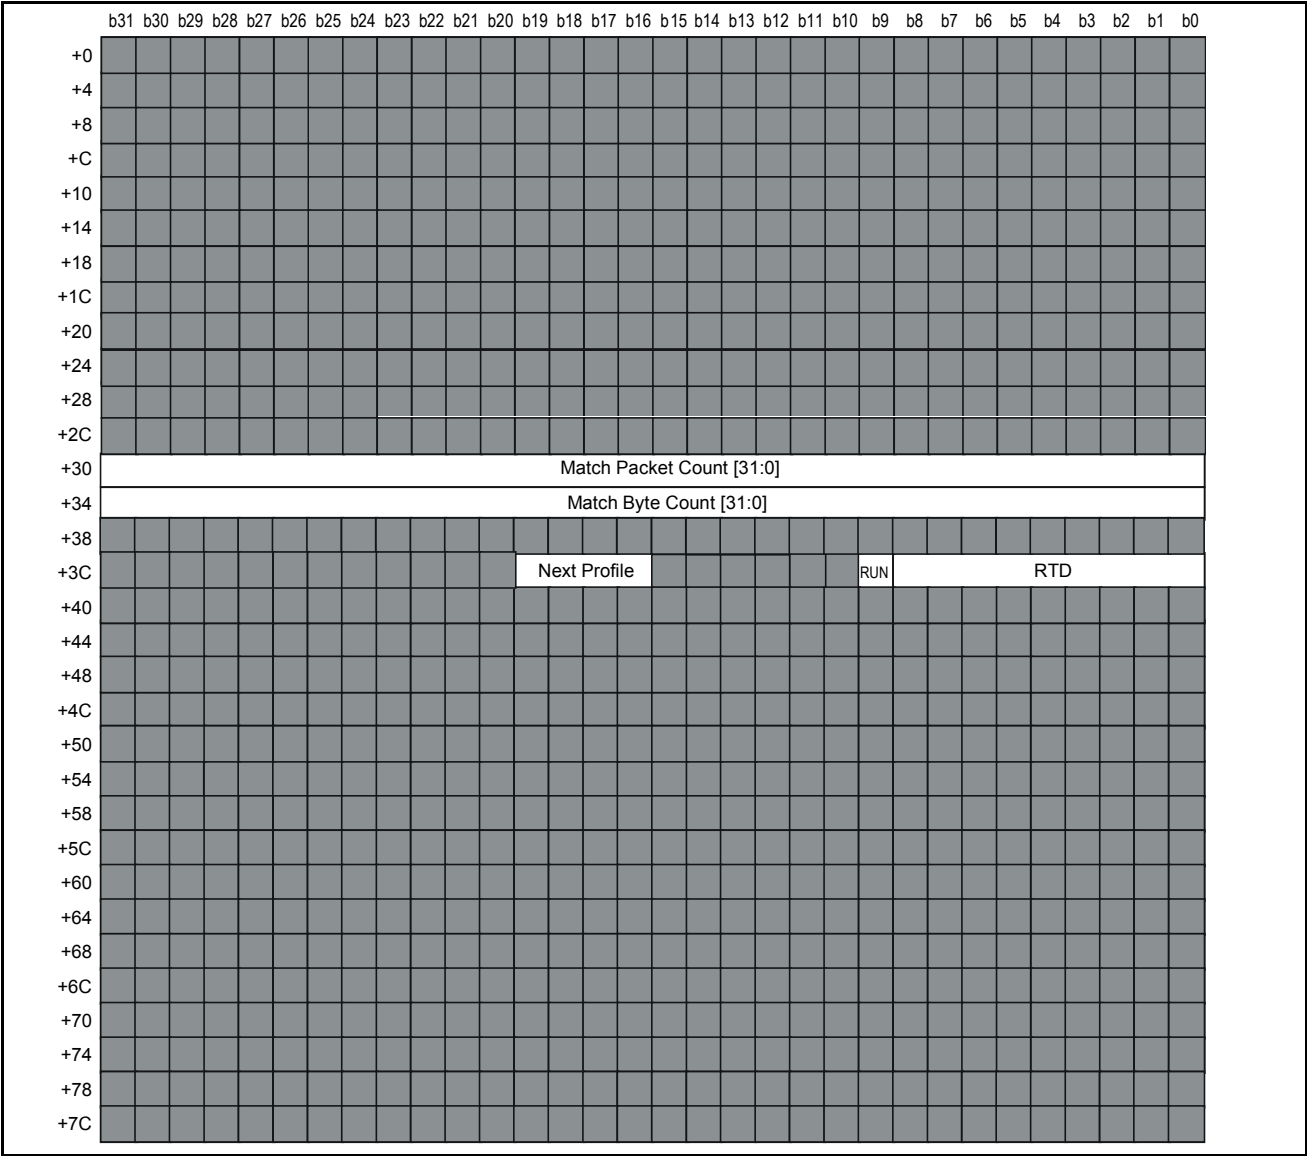 b31 b30 b29 b28 b27 b26 b25 b24 b23 b22 b21 b20 b19 b18 b17 b16 b15 b14 b13 b12 b11 b10 b9 b8 b7 b6 b5 b4 b3 b2 b1 b0
+0
+4
+8
+C
+10
+14
+18
+1C
+20
+24
+28
+2C
+30 Match Packet Count [31:0]
+34 Match Byte Count [31:0]
+38
+3C Next Profile RUN RTD
+40
+44
+48
+4C
+50
+54
+58
+5C
+60
+64
+68
+6C
+70
+74
+78
+7C